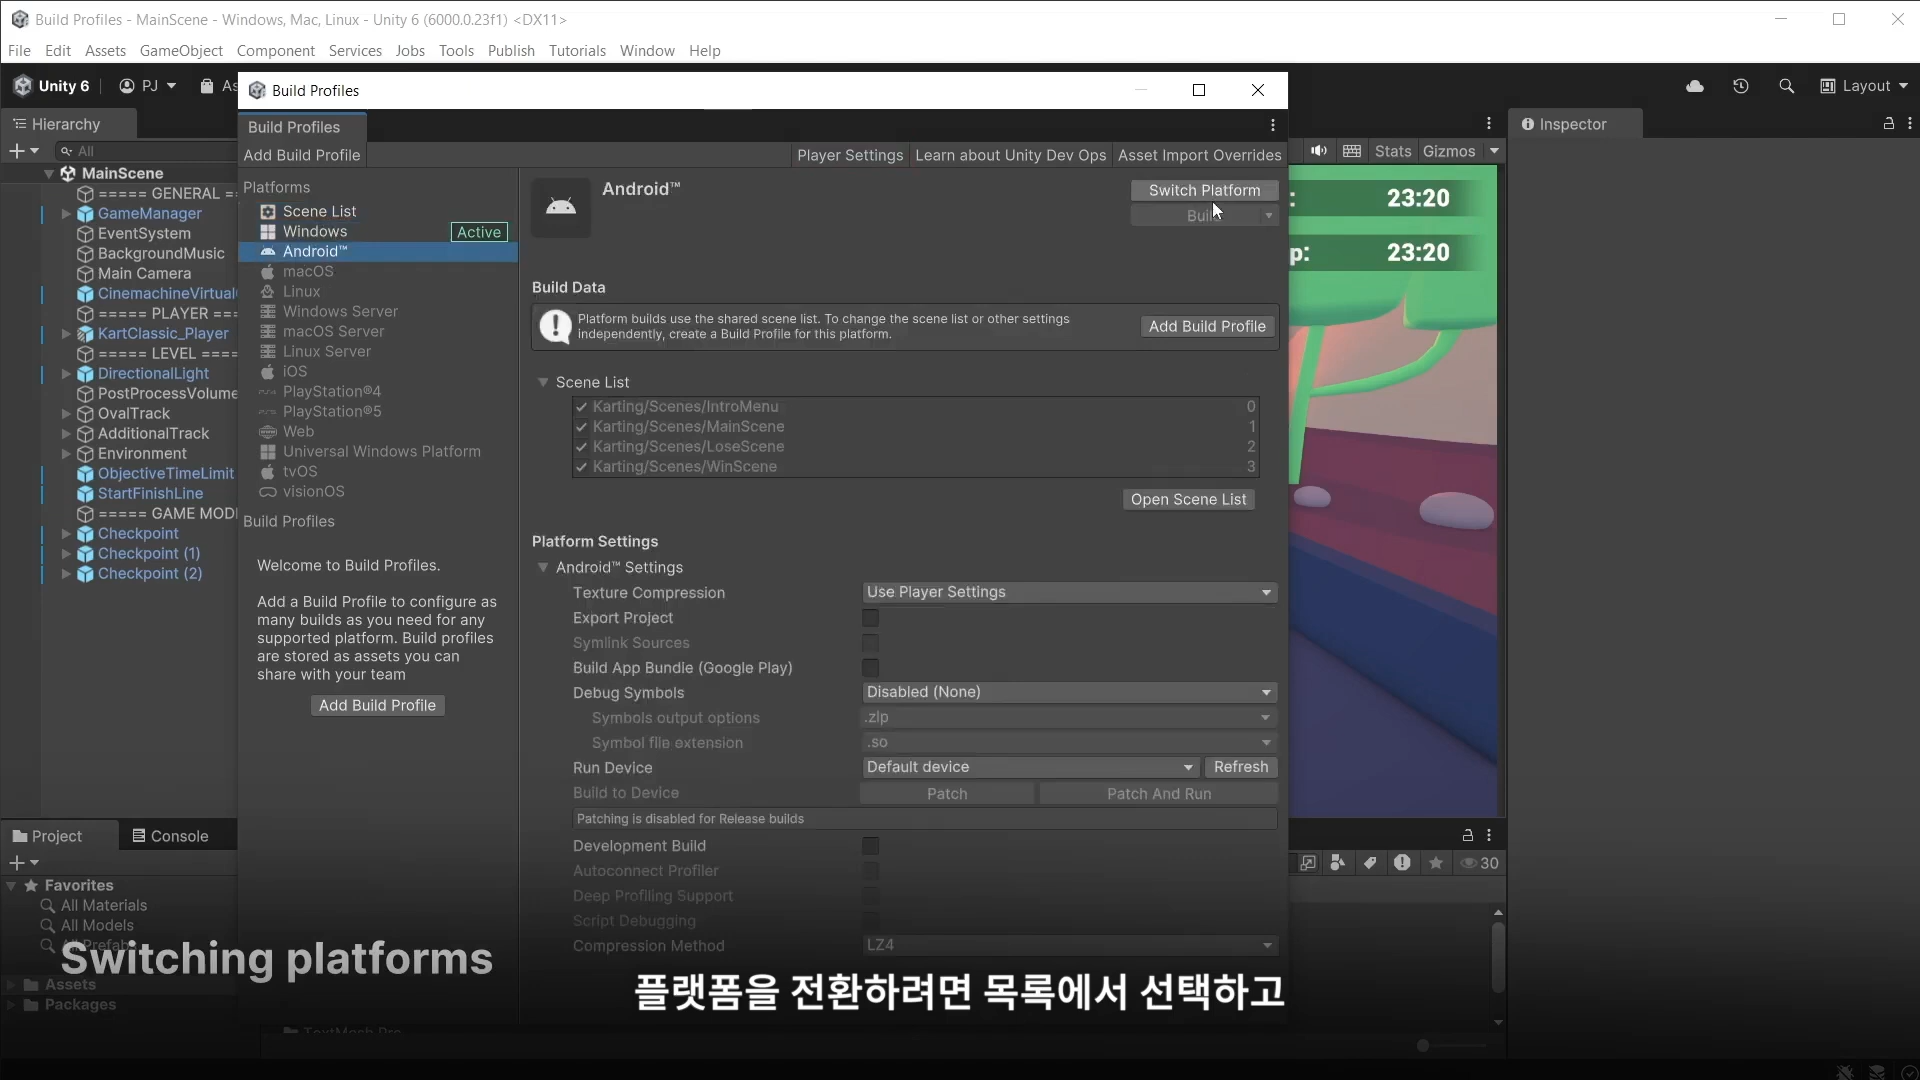 Build Profiles - MainScene - Windows, Mac, Linux - Unity 6 (6000.0.23f1) <DX11>
File Edit Assets GameObject Component Services Jobs Tools Publish Tutorials Window Help
Unity 6 PJ Layout
Build Profiles
Hierarchy
Build Profiles
Inspector
All
Add Build Profile
Player Settings Learn about Unity Dev Ops Asset Import Overrides
Stats Gizmos
MainScene
===== GENERAL
GameManager
EventSystem
BackgroundMusic
Main Camera
===== PLAYER ===
KartClassic_Player
===== LEVEL ====
DirectionalLight
OvalTrack
AdditionalTrack
Environment
ObjectiveTimeLimit
StartFinishLine
===== GAME
Checkpoint
Checkpoint (1)
Checkpoint (2)
Platforms
Scene List
Windows Active
Android™
macOS
Linux
Windows Server
macOS Server
Linux Server
iOS
PlayStation®4
PlayStation®5
Web
Universal Windows Platform
tvOS
visionOS
Build Profiles
Welcome to Build Profiles.
Add a Build Profile to configure as
many builds as you need for any
supported platform. Build profiles
are stored as assets you can
share with your team
Add Build Profile
Android™
Switch Platform
Build Data
Platform builds use the shared scene list. To change the scene list or other settings
independently, create a Build Profile for this platform.
Add Build Profile
Scene List
Karting/Scenes/IntroMenu 0
Karting/Scenes/MainScene 1
Karting/Scenes/LoseScene 2
Karting/Scenes/WinScene 3
Open Scene List
Platform Settings
Android™ Settings
Texture Compression Use Player Settings
Export Project
Symlink Sources
Build App Bundle (Google Play)
Debug Symbols Disabled (None)
Symbols output options .zip
Symbol file extension .so
Run Device Default device Refresh
Build to Device Patch Patch And Run
Patching is disabled for Release builds
Development Build
Autoconnect Profiler
Deep Profiling Support
Script Debugging
Compression Method LZ4
: 23:20
p: 23:20
Project Console
30
Favorites
All Materials
All Models
Assets
Packages
Switching platforms
플랫폼을 전환하려면 목록에서 선택하고